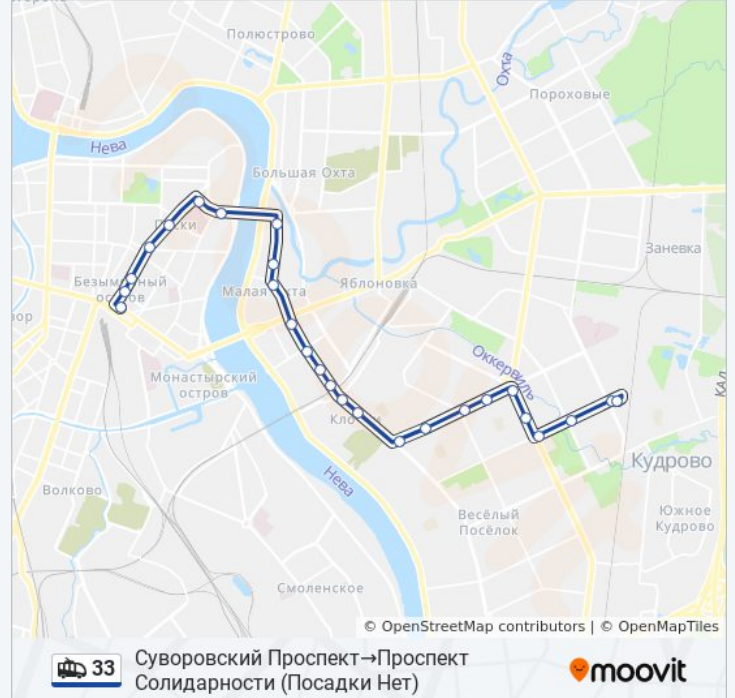 Полюстрово
Охта
Пороховые
Нева
Большая Охта
Пески
Заневка
Безымянный
остров
Малая Охта
Яблоновка
Оккервиль
КАД
Монастырский
остров
Кудрово
Нева
Волково
Весёлый
Посёлок
Южное
Кудрово
Смоленское
© OpenStreetMap contributors | © OpenMapTiles
33
Суворовский Проспект→Проспект
Солидарности (Посадки Нет)
moovit